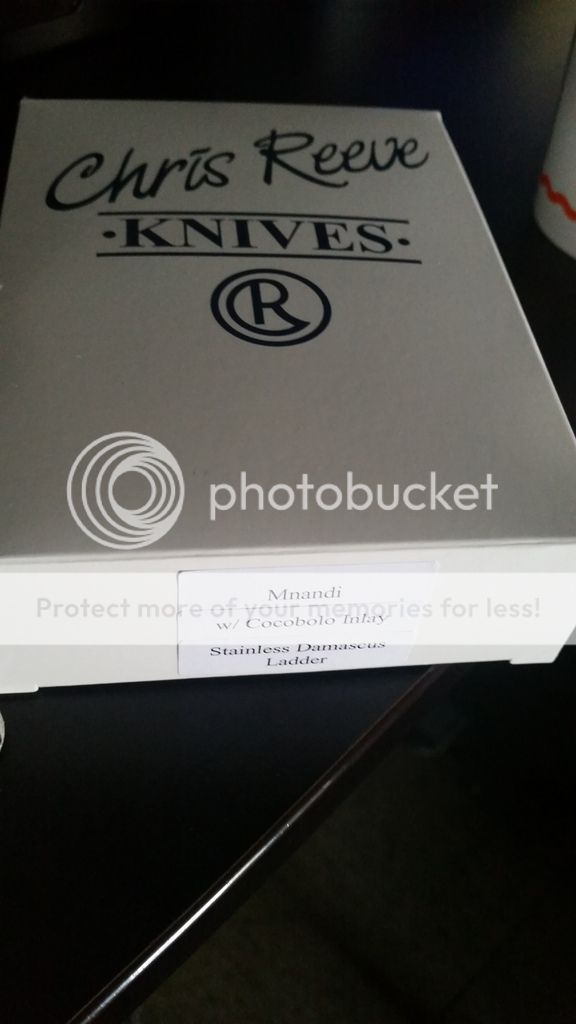 Chris Reeve
·KNIVES·
R
photobucket
Mnandi
Protect more of your memories for less!
w/ Cocobolo Inlay
Stainless Damascus
Ladder